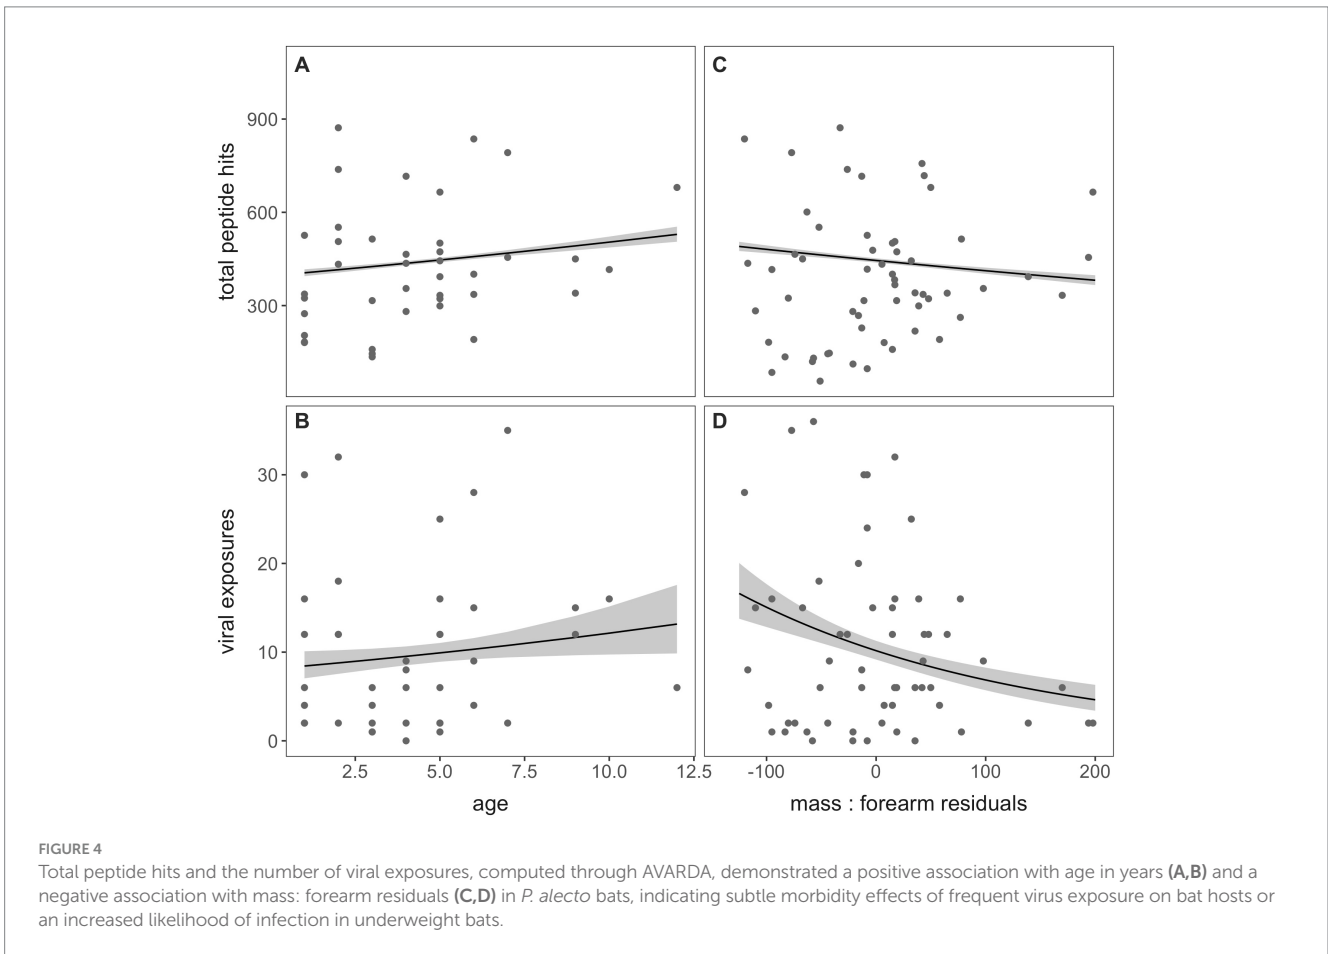 A
C
900
600
300
total peptide hits
B
D
30
20
10
0
viral exposures
2.5 5.0 7.5 10.0 12.5
-100 0 100 200
age
mass : forearm residuals
FIGURE 4
Total peptide hits and the number of viral exposures, computed through AVARDA, demonstrated a positive association with age in years (A,B) and a
negative association with mass: forearm residuals (C,D) in P. alecto bats, indicating subtle morbidity effects of frequent virus exposure on bat hosts or
an increased likelihood of infection in underweight bats.